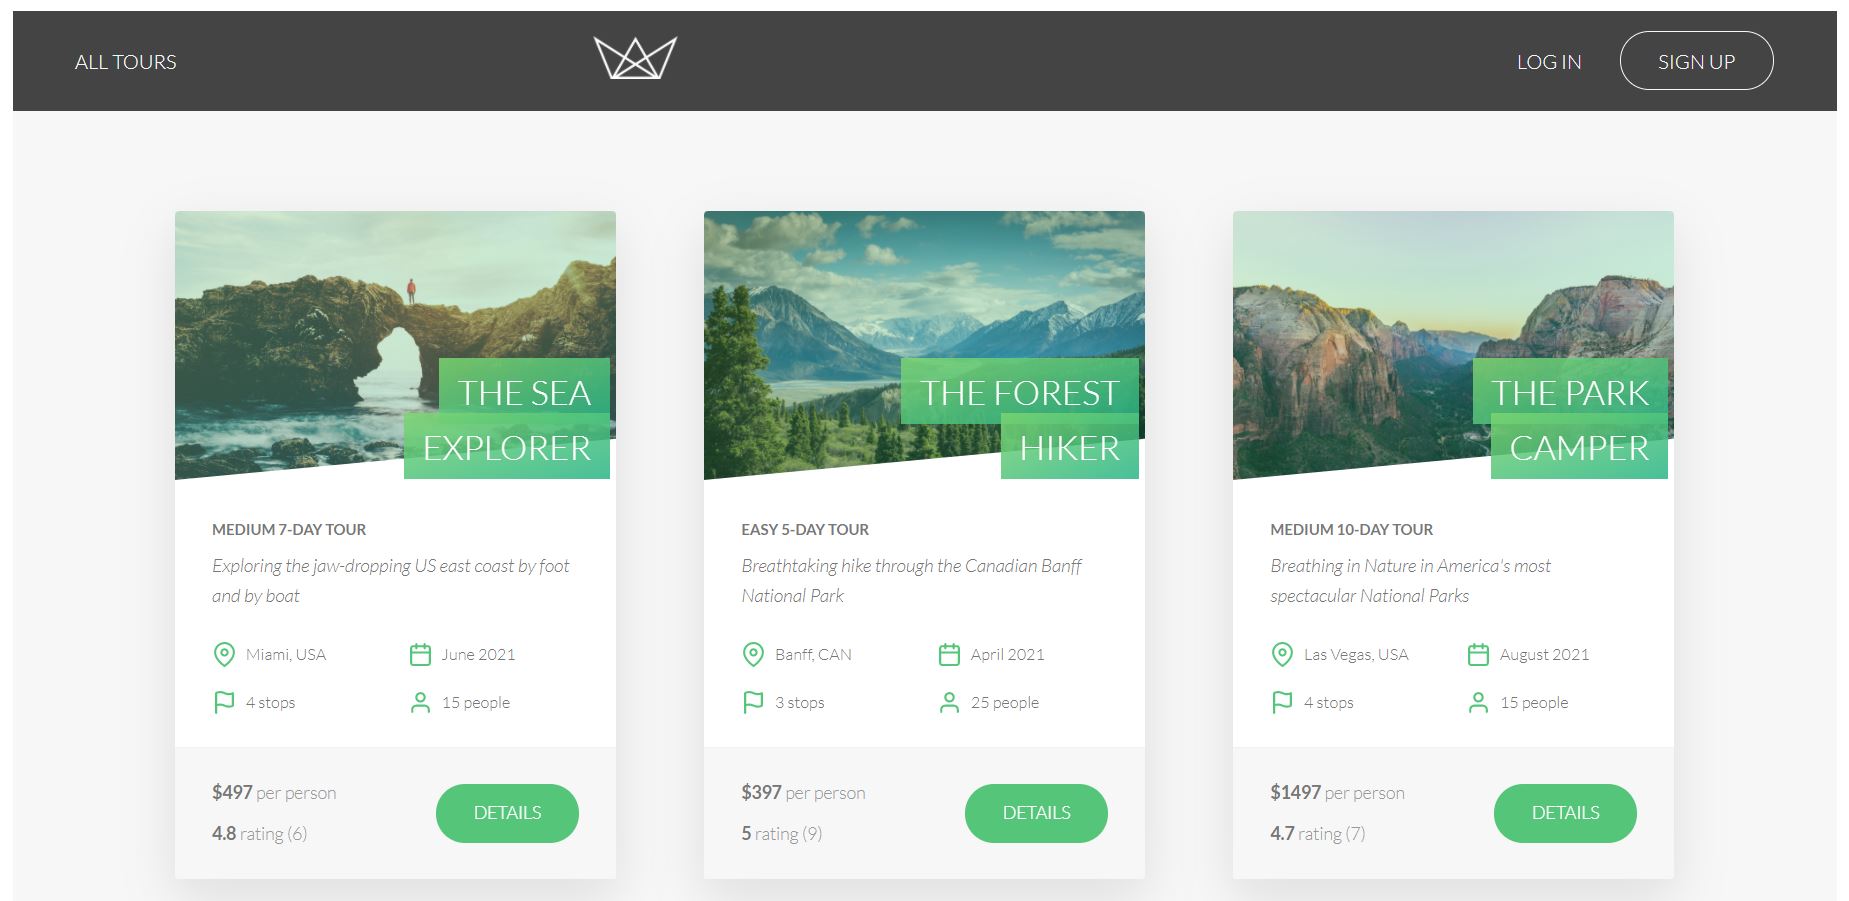 ALL TOURS
LOG IN
SIGN UP
THE SEA
EXPLORER
MEDIUM 7-DAY TOUR
Exploring the jaw-dropping US east coast by foot
and by boat
Miami, USA
June 2021
4 stops
15 people
$497 per person
4.8 rating (6)
DETAILS
THE FOREST
HIKER
EASY 5-DAY TOUR
Breathtaking hike through the Canadian Banff
National Park
Banff, CAN
April 2021
3 stops
25 people
$397 per person
5 rating (9)
DETAILS
THE PARK
CAMPER
MEDIUM 10-DAY TOUR
Breathing in Nature in America's most
spectacular National Parks
Las Vegas, USA
August 2021
4 stops
15 people
$1497 per person
4.7 rating (7)
DETAILS